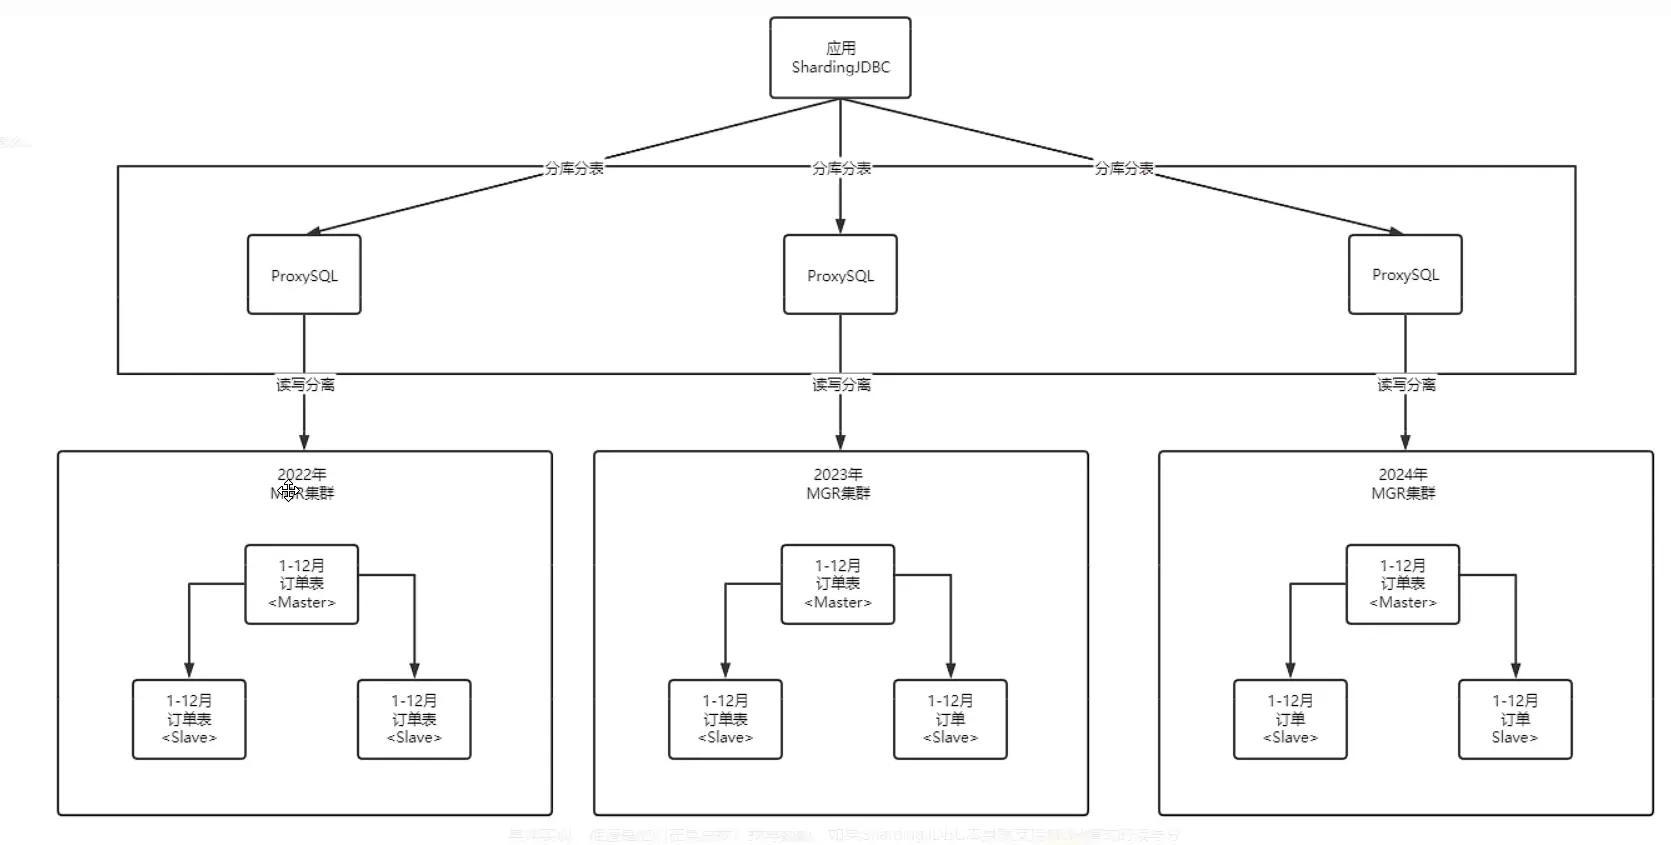 应用
ShardingJDBC
分库分表
分库分表
分库分表
ProxySQL
ProxySQL
ProxySQL
读写分离
读写分离
读写分离
2022年
MGR集群
1-12月
订单表
<Master>
1-12月
订单表
<Slave>
1-12月
订单表
<Slave>
2023年
MGR集群
1-12月
订单表
<Master>
1-12月
订单表
<Slave>
1-12月
订单
<Slave>
2024年
MGR集群
1-12月
订单表
<Master>
1-12月
订单
<Slave>
1-12月
订单
Slave>